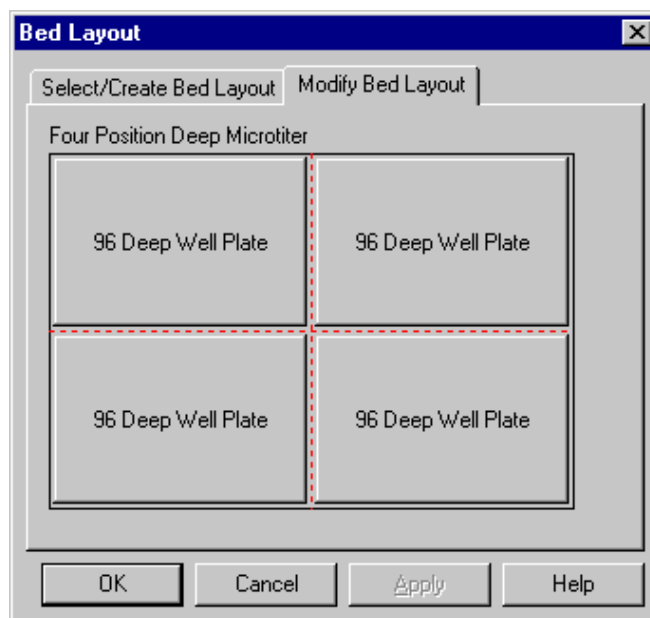 Bed Layout
Select/Create Bed Layout
Modify Bed Layout
Four Position Deep Microtiter
96 Deep Well Plate
96 Deep Well Plate
96 Deep Well Plate
96 Deep Well Plate
OK
Cancel
Apply
Help